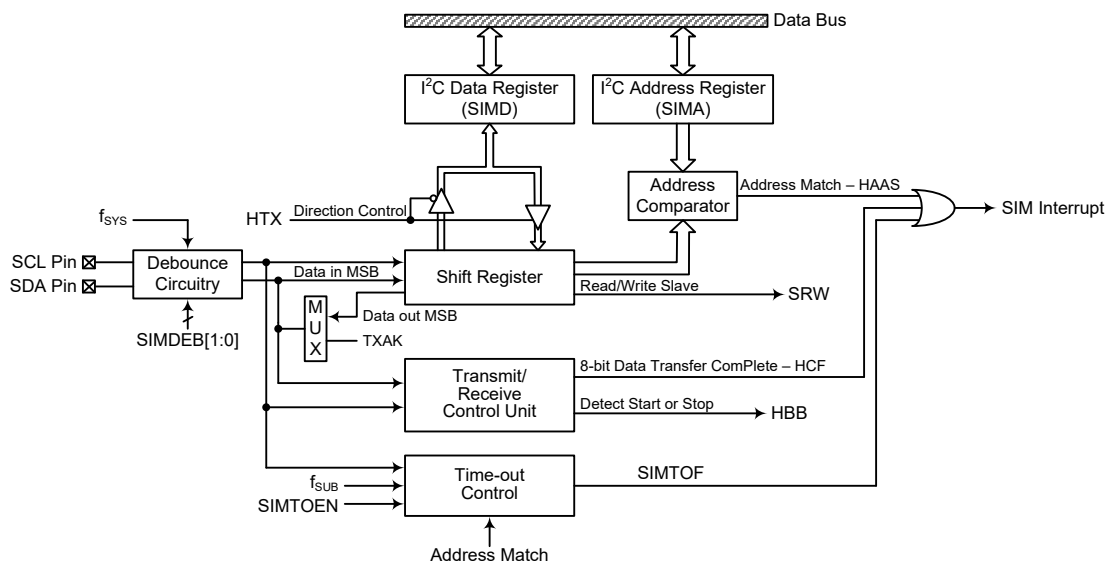 Data Bus
I²C Data Register
(SIMD)
I²C Address Register
(SIMA)
Address
Comparator
Address Match – HAAS
SIM Interrupt
HTX
Direction Control
fSYS
SCL Pin
SDA Pin
Debounce
Circuitry
SIMDEB[1:0]
Data in MSB
Shift Register
Read/Write Slave
SRW
Data out MSB
M
U
X
TXAK
Transmit/
Receive
Control Unit
8-bit Data Transfer ComPlete – HCF
Detect Start or Stop
HBB
Time-out
Control
fSUB
SIMTOEN
SIMTOF
Address Match